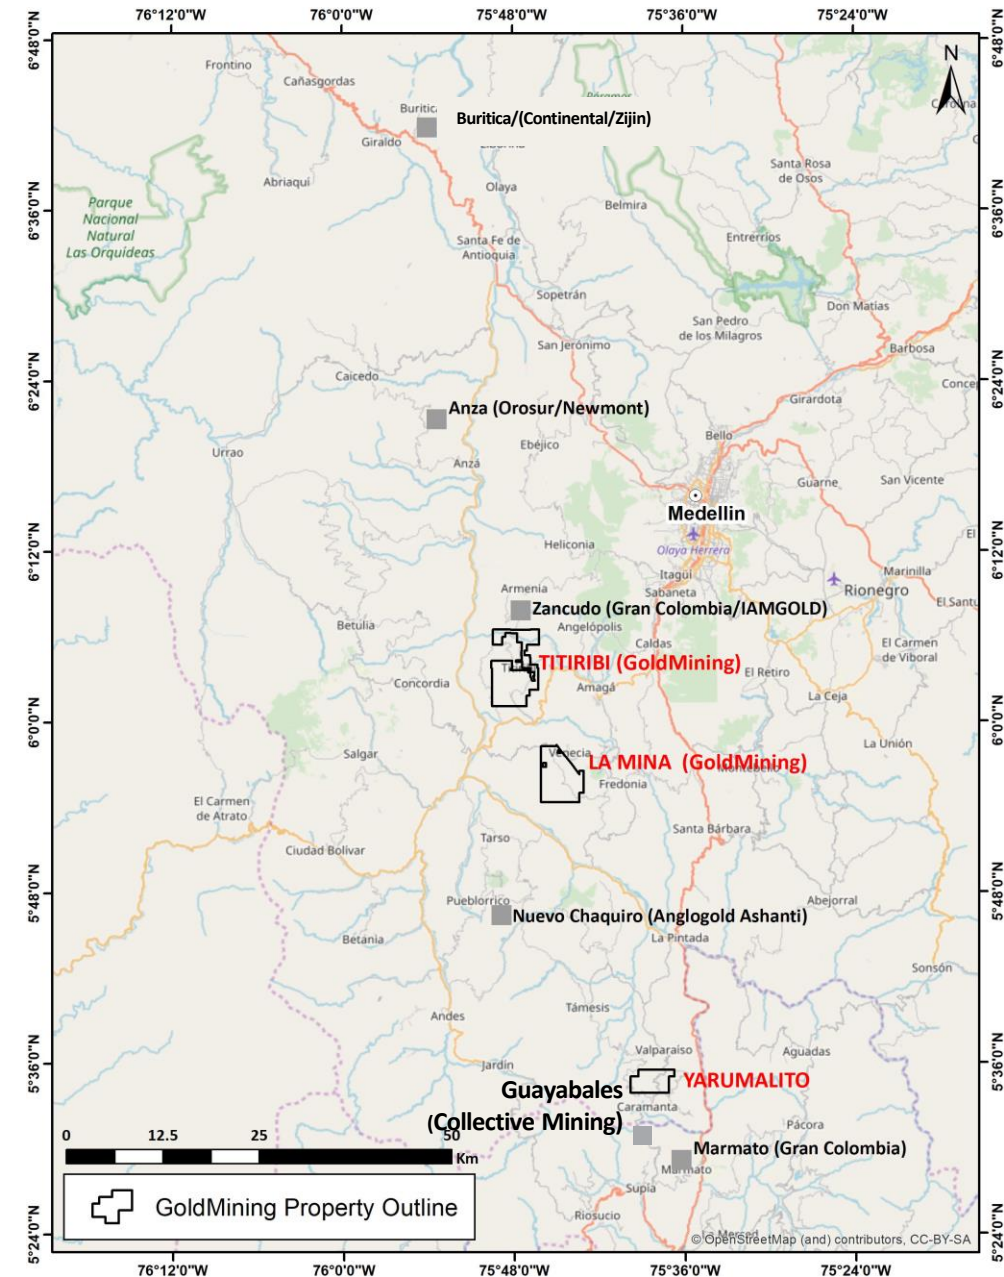 76°12'0"W 76°0'0"W 75°48'0"W 75°36'0"W 75°24'0"W
6°48'0"N 6°48'0"N
N
Frontino
Cañasgordas
Buriticá
Buritica/(Continental/Zijin)
Giraldo
Abriaquí
Santa Rosa
de Osos
Olaya
Belmira
6°36'0"N 6°36'0"N
Parque
Nacional
Natural
Las Orquídeas
Entrerrios
Santa Fe de
Antioquia
Sopetrán
Don Matías
San Pedro
de los Milagros
San Jerónimo
Barbosa
Caicedo
6°24'0"N 6°24'0"N
Girardota
Anza (Orosur/Newmont)
Bello
Ebéjico
Urrao
Anzá
Guarne
San Vicente
Medellin
6°12'0"N 6°12'0"N
Heliconia
Olaya Herrera
Itagüí
Marinilla
Armenia
Sabaneta
Rionegro
Zancudo (Gran Colombia/IAMGOLD)
Betulia
Angelópolis
Caldas
El Carmen
de Viboral
TITIRIBI (GoldMining)
El Retiro
Concordia
Amagá
La Ceja
6°0'0"N 6°0'0"N
La Unión
Salgar
Venecia
LA MINA (GoldMining)
Fredonia
El Carmen
de Atrato
Santa Bárbara
Tarso
Ciudad Bolívar
5°48'0"N 5°48'0"N
Pueblorrico
Abejorral
Nuevo Chaquiro (Anglogold Ashanti)
Betania
La Pintada
Sonsón
Andes
Támesis
5°36'0"N 5°36'0"N
Valparaiso
Aguadas
Jardín
YARUMALITO
Guayabales
Caramanta
(Collective Mining)
Pácora
0 12.5 25 50
Km
Marmato (Gran Colombia)
Marmato
Supía
Riosucio
GoldMining Property Outline
La Merced
© OpenStreetMap (and) contributors, CC-BY-SA
5°24'0"N 5°24'0"N
76°12'0"W 76°0'0"W 75°48'0"W 75°36'0"W 75°24'0"W